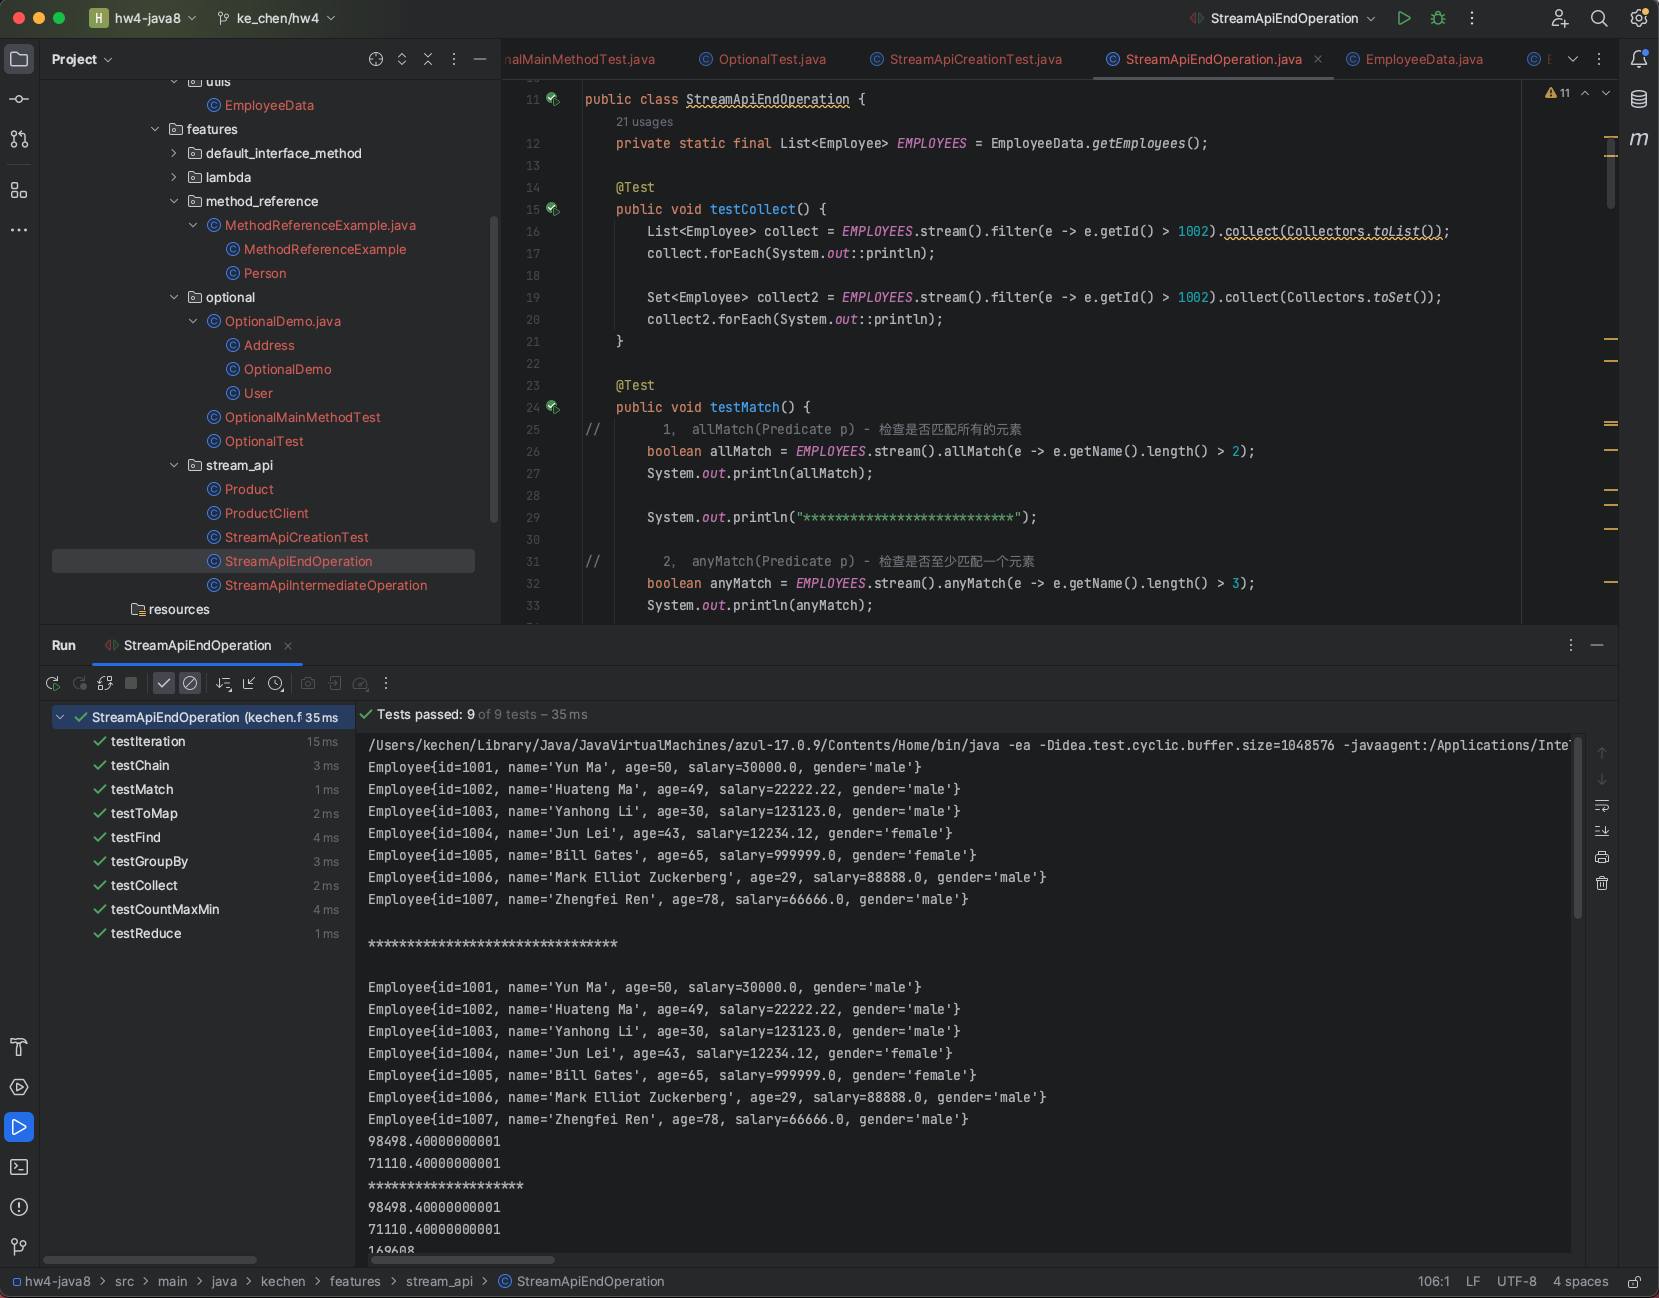 H hw4-java8 ke_chen/hw4 StreamApiEndOperation
Project
utils
EmployeeData
features
default_interface_method
lambda
method_reference
MethodReferenceExample.java
MethodReferenceExample
Person
optional
OptionalDemo.java
Address
OptionalDemo
User
OptionalMainMethodTest
OptionalTest
stream_api
Product
ProductClient
StreamApiCreationTest
StreamApiEndOperation
StreamApiIntermediateOperation
resources
nalMainMethodTest.java OptionalTest.java StreamApiCreationTest.java StreamApiEndOperation.java EmployeeData.java
11 public class StreamApiEndOperation {
21 usages
12 private static final List<Employee> EMPLOYEES = EmployeeData.getEmployees();
13
14 @Test
15 public void testCollect() {
16 List<Employee> collect = EMPLOYEES.stream().filter(e -> e.getId() > 1002).collect(Collectors.toList());
17 collect.forEach(System.out::println);
18
19 Set<Employee> collect2 = EMPLOYEES.stream().filter(e -> e.getId() > 1002).collect(Collectors.toSet());
20 collect2.forEach(System.out::println);
21 }
22
23 @Test
24 public void testMatch() {
25 // 1, allMatch(Predicate p) - 检查是否匹配所有的元素
26 boolean allMatch = EMPLOYEES.stream().allMatch(e -> e.getName().length() > 2);
27 System.out.println(allMatch);
28
29 System.out.println("***************************");
30
31 // 2, anyMatch(Predicate p) - 检查是否至少匹配一个元素
32 boolean anyMatch = EMPLOYEES.stream().anyMatch(e -> e.getName().length() > 3);
33 System.out.println(anyMatch);
11
m
Run StreamApiEndOperation
StreamApiEndOperation (kechen.f 35 ms
testIteration 15 ms
testChain 3 ms
testMatch 1 ms
testToMap 2 ms
testFind 4 ms
testGroupBy 3 ms
testCollect 2 ms
testCountMaxMin 4 ms
testReduce 1 ms
Tests passed: 9 of 9 tests – 35 ms
/Users/kechen/Library/Java/JavaVirtualMachines/azul-17.0.9/Contents/Home/bin/java -ea -Didea.test.cyclic.buffer.size=1048576 -javaagent:/Applications/Inte
Employee{id=1001, name='Yun Ma', age=50, salary=30000.0, gender='male'}
Employee{id=1002, name='Huateng Ma', age=49, salary=22222.22, gender='male'}
Employee{id=1003, name='Yanhong Li', age=30, salary=123123.0, gender='male'}
Employee{id=1004, name='Jun Lei', age=43, salary=12234.12, gender='female'}
Employee{id=1005, name='Bill Gates', age=65, salary=999999.0, gender='female'}
Employee{id=1006, name='Mark Elliot Zuckerberg', age=29, salary=88888.0, gender='male'}
Employee{id=1007, name='Zhengfei Ren', age=78, salary=66666.0, gender='male'}
********************************
Employee{id=1001, name='Yun Ma', age=50, salary=30000.0, gender='male'}
Employee{id=1002, name='Huateng Ma', age=49, salary=22222.22, gender='male'}
Employee{id=1003, name='Yanhong Li', age=30, salary=123123.0, gender='male'}
Employee{id=1004, name='Jun Lei', age=43, salary=12234.12, gender='female'}
Employee{id=1005, name='Bill Gates', age=65, salary=999999.0, gender='female'}
Employee{id=1006, name='Mark Elliot Zuckerberg', age=29, salary=88888.0, gender='male'}
Employee{id=1007, name='Zhengfei Ren', age=78, salary=66666.0, gender='male'}
98498.40000000001
71110.40000000001
********************
98498.40000000001
71110.40000000001
169608
hw4-java8 > src > main > java > kechen > features > stream_api > StreamApiEndOperation 106:1 LF UTF-8 4 spaces